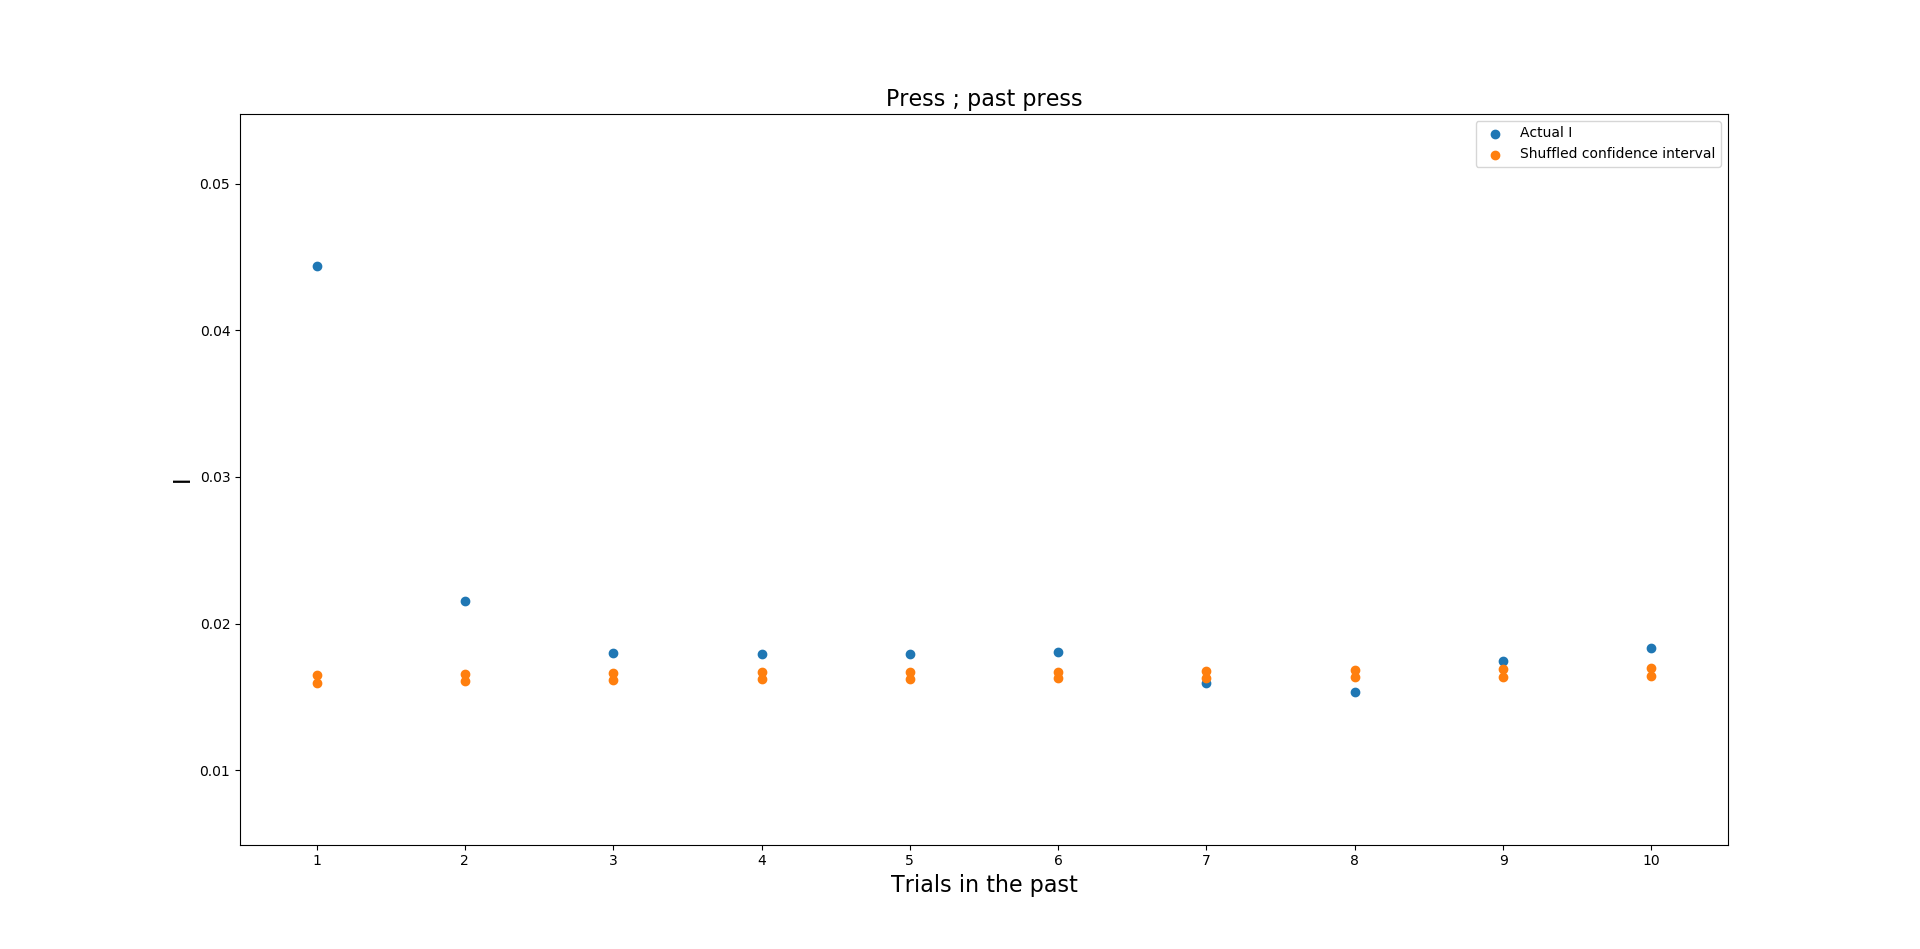 Press ; past press
Actual I
Shuffled confidence interval
0.05
0.04
0.03
0.02
0.01
I
1 2 3 4 5 6 7 8 9 10
Trials in the past